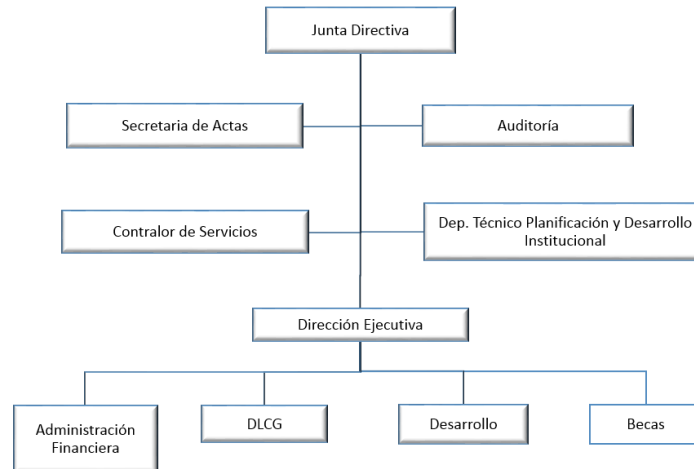 Junta Directiva
Secretaria de Actas
Auditoría
Contralor de Servicios
Dep. Técnico Planificación y Desarrollo
Institucional
Dirección Ejecutiva
Administración
Financiera
DLCG
Desarrollo
Becas